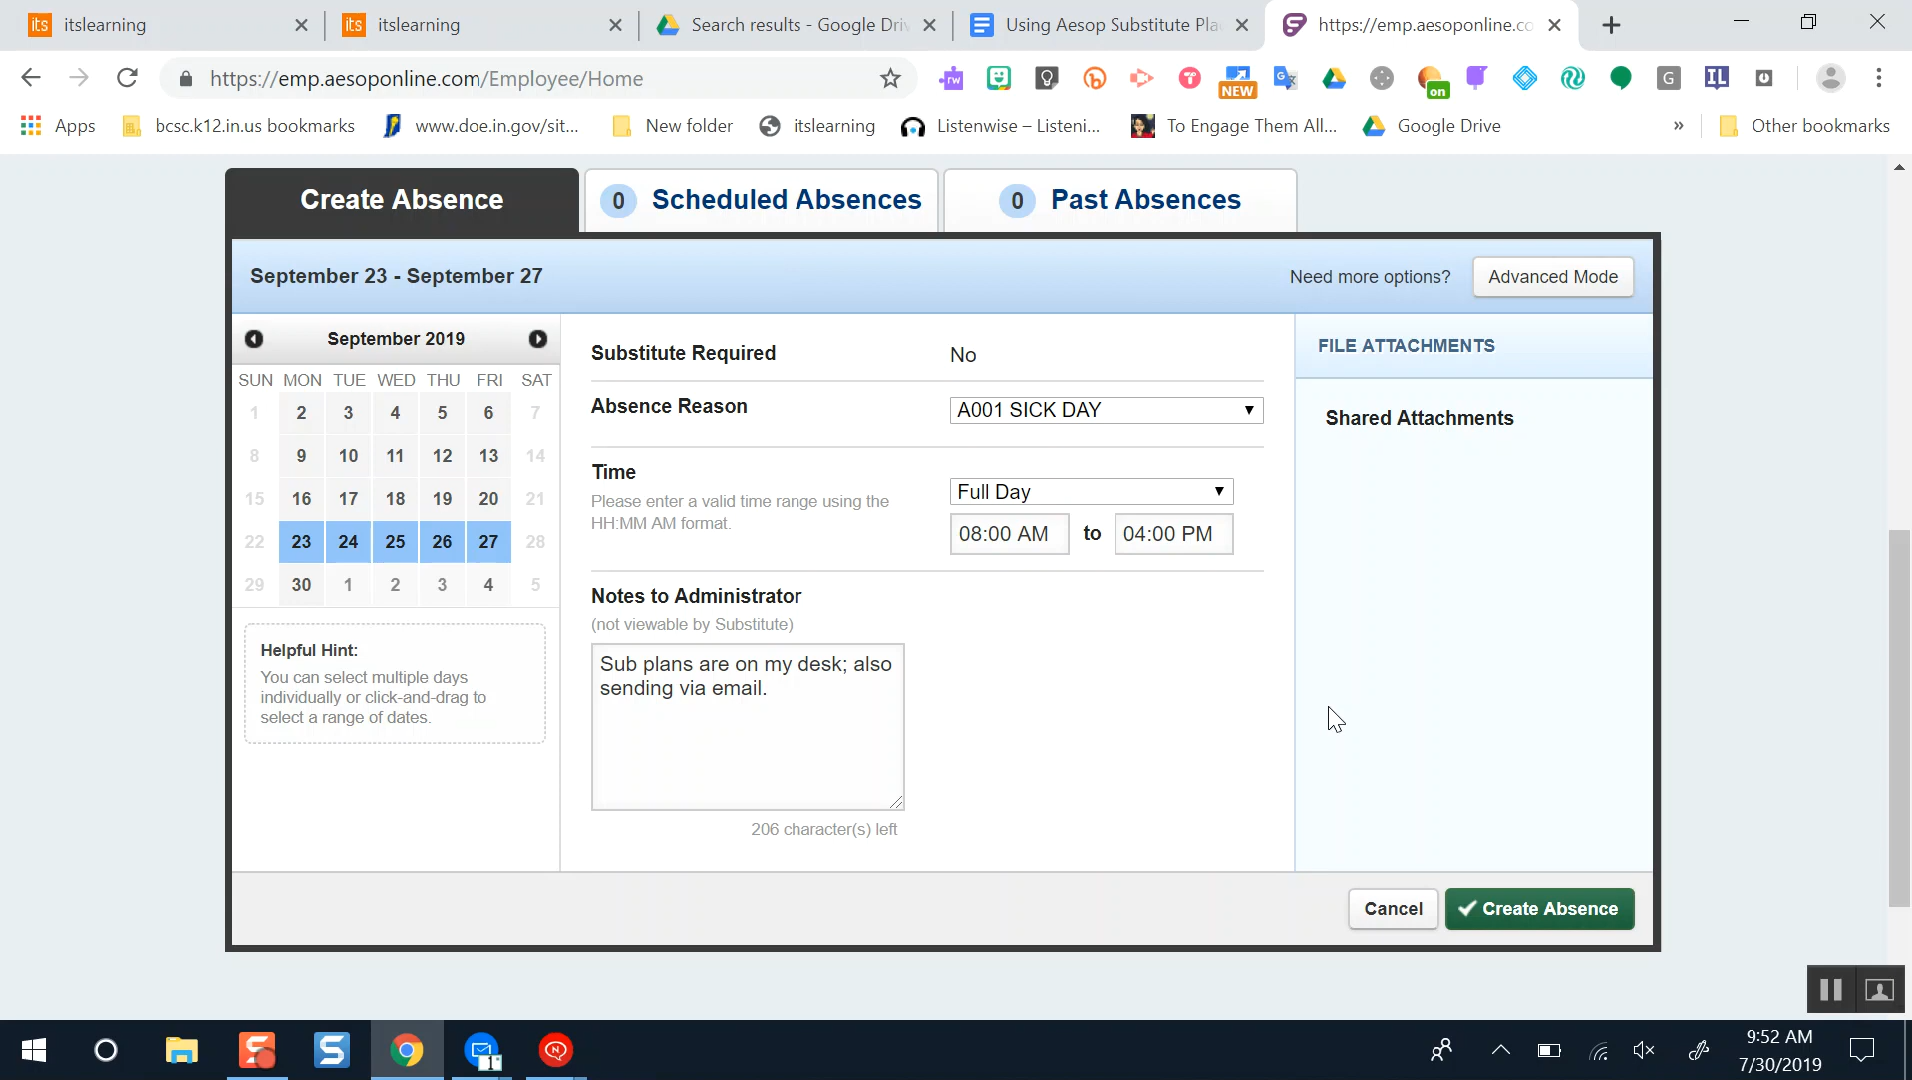 itslearning
itslearning
Search results - Google Dri
Using Aesop Substitute Pla
https://emp.aesoponline.co
https://emp.aesoponline.com/Employee/Home
NEW
on
Apps
bcsc.k12.in.us bookmarks
www.doe.in.gov/sit...
New folder
itslearning
Listenwise – Listeni...
To Engage Them All...
Google Drive
»
Other bookmarks
Create Absence
0 Scheduled Absences
0 Past Absences
September 23 - September 27
Need more options?
Advanced Mode
September 2019
SUN MON TUE WED THU FRI SAT
1 2 3 4 5 6 7
8 9 10 11 12 13 14
15 16 17 18 19 20 21
22 23 24 25 26 27 28
29 30 1 2 3 4 5
Helpful Hint:
You can select multiple days
individually or click-and-drag to
select a range of dates.
Substitute Required
No
Absence Reason
A001 SICK DAY
Time
Please enter a valid time range using the
HH:MM AM format.
Full Day
08:00 AM to 04:00 PM
Notes to Administrator
(not viewable by Substitute)
Sub plans are on my desk; also
sending via email.
206 character(s) left
FILE ATTACHMENTS
Shared Attachments
Cancel
Create Absence
9:52 AM
7/30/2019